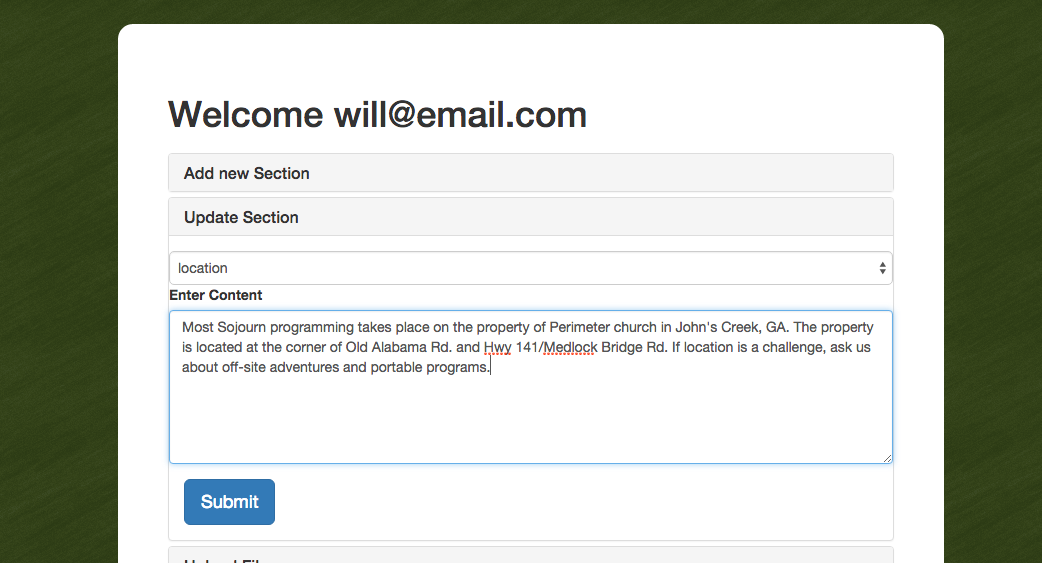 Welcome will@email.com
Add new Section
Update Section
location
Enter Content
Most Sojourn programming takes place on the property of Perimeter church in John's Creek, GA. The property
is located at the corner of Old Alabama Rd. and Hwy 141/Medlock Bridge Rd. If location is a challenge, ask us
about off-site adventures and portable programs.
Submit